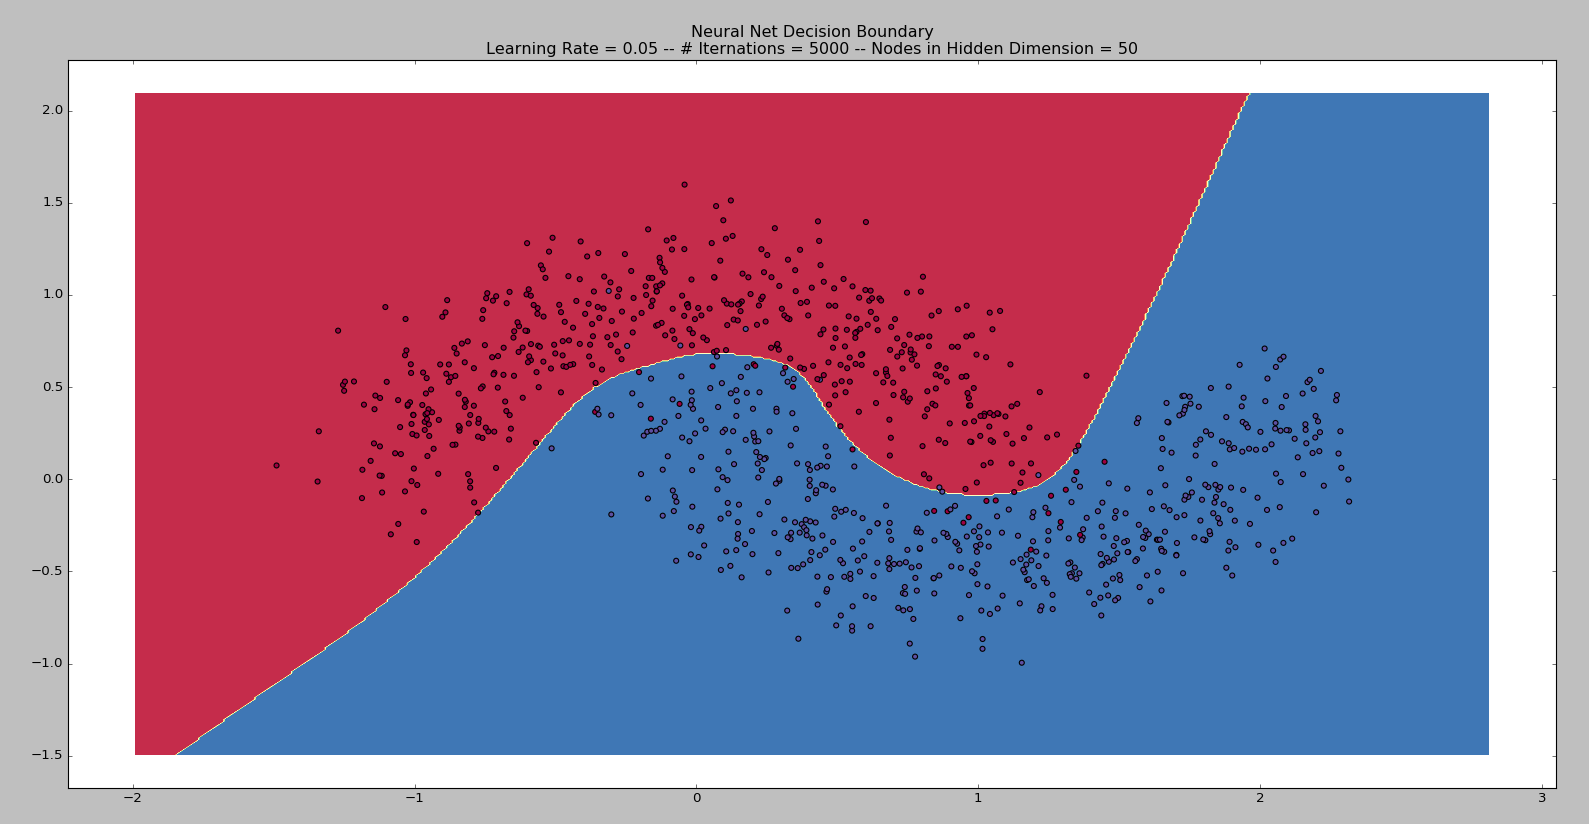 Neural Net Decision Boundary
Learning Rate = 0.05 -- # Iternations = 5000 -- Nodes in Hidden Dimension = 50
2.0
1.5
1.0
0.5
0.0
−0.5
−1.0
−1.5
−2 −1 0 1 2 3